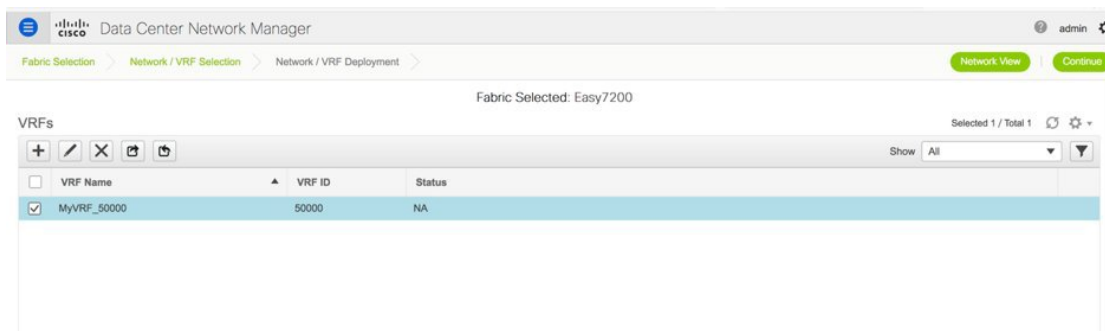 cisco Data Center Network Manager admin
Fabric Selection Network / VRF Selection Network / VRF Deployment Network View Continue
Fabric Selected: Easy7200
VRFs Selected 1 / Total 1
Show All
VRF Name VRF ID Status
MyVRF_50000 50000 NA